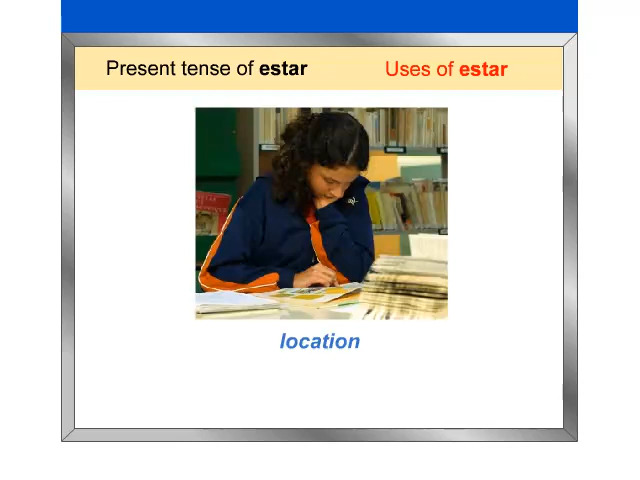 Present tense of estar
Uses of estar
location